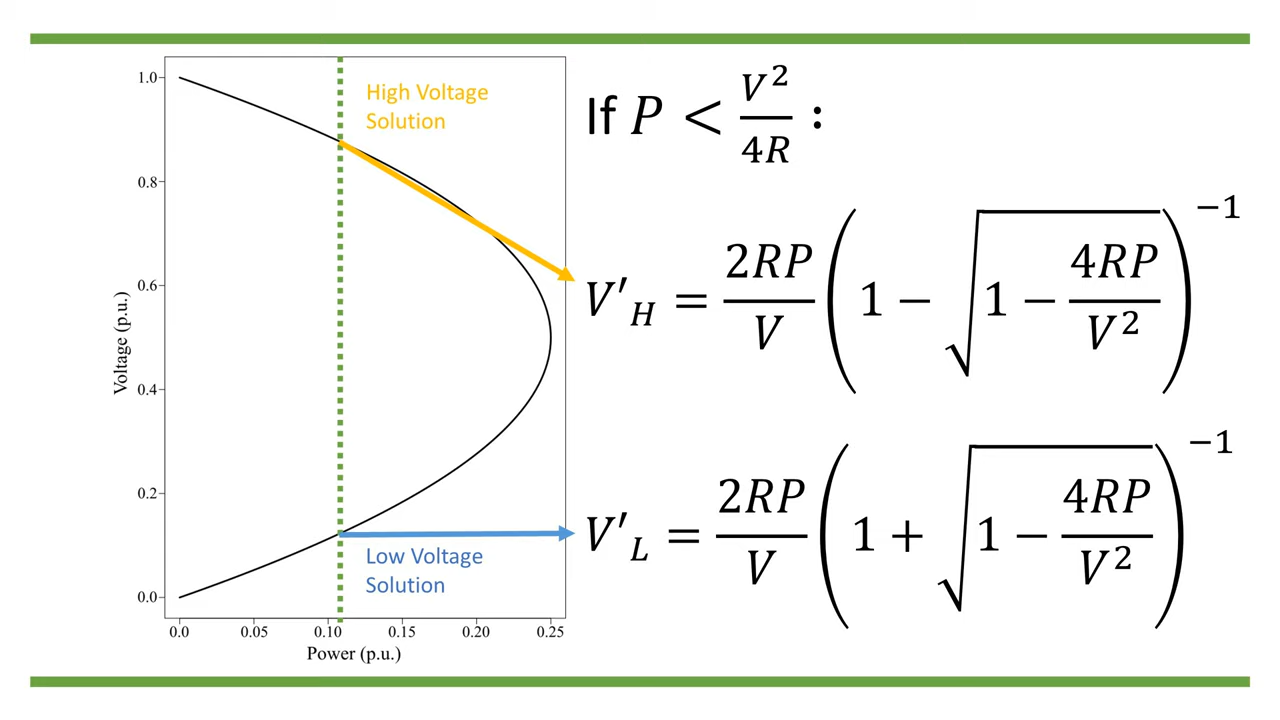 1.0
0.8
0.6
0.4
0.2
0.0
Voltage (p.u.)
0.0 0.05 0.10 0.15 0.20 0.25
Power (p.u.)
High Voltage
Solution
Low Voltage
Solution
If P < V²/4R :
V′_H = 2RP/V (1 − √(1 − 4RP/V²))⁻¹
V′_L = 2RP/V (1 + √(1 − 4RP/V²))⁻¹